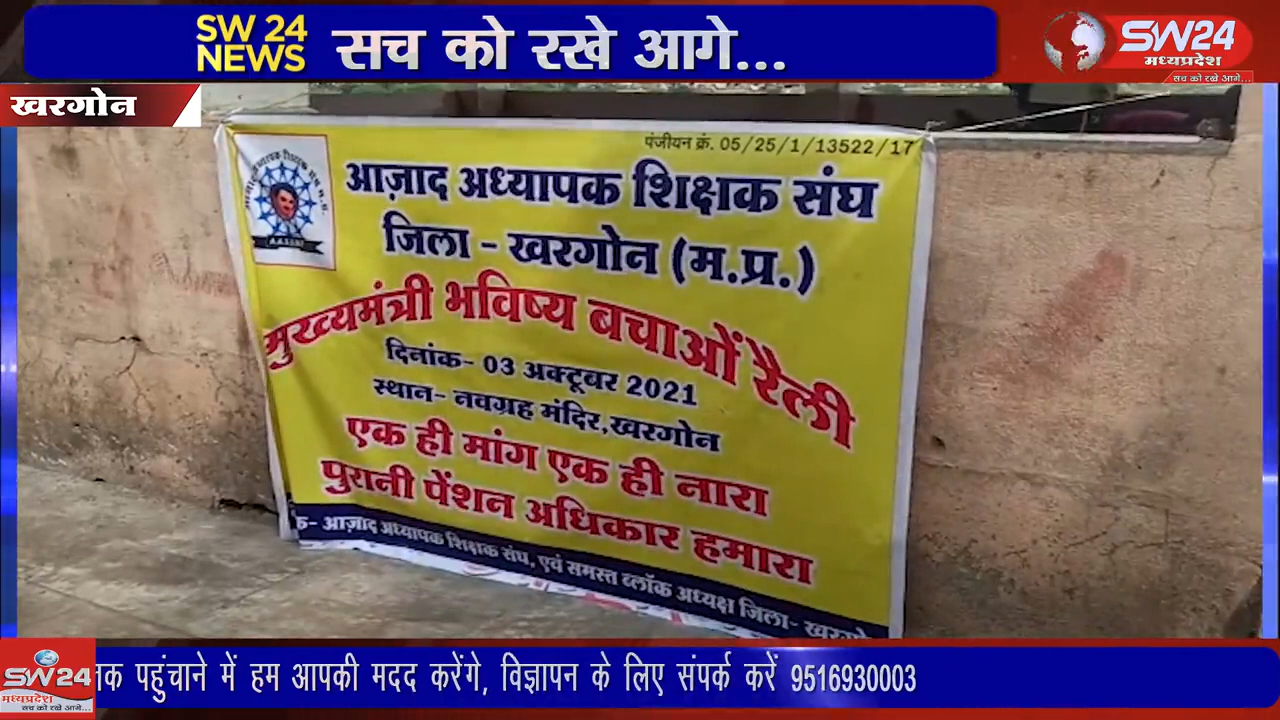 SW 24
NEWS
सच को रखे आगे...
SW24
मध्यप्रदेश
सच को रखे आगे...
खरगोन
पंजीयन क्रं. 05/25/1/13522/17
आज़ाद अध्यापक शिक्षक संघ
जिला - खरगोन (म.प्र.)
मुख्यमंत्री भविष्य बचाओं रैली
दिनांक- 03 अक्टूबर 2021
स्थान- नवग्रह मंदिर,खरगोन
एक ही मांग एक ही नारा
पुरानी पेंशन अधिकार हमारा
क- आज़ाद अध्यापक शिक्षक संघ, एवं समस्त ब्लॉक अध्यक्ष जिला- खरगोन
SW24
मध्यप्रदेश
सच को रखे आगे...
पहुंचाने में हम आपकी मदद करेंगे, विज्ञापन के लिए संपर्क करें 9516930003